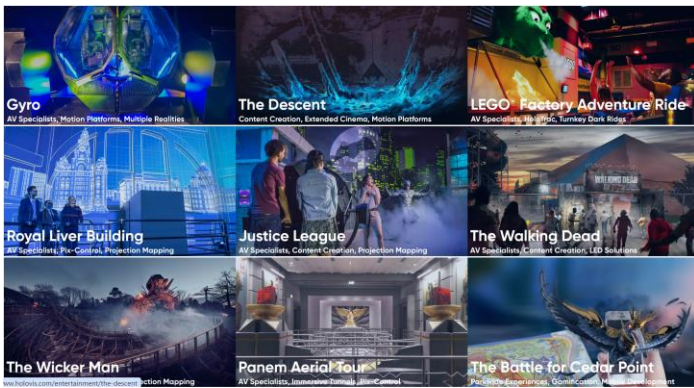 Gyro
AV Specialists, Motion Platforms, Multiple Realities
The Descent
Content Creation, Extended Cinema, Motion Platforms
LEGO® Factory Adventure Ride
AV Specialists, HoloTrac, Turnkey Dark Rides
Royal Liver Building
AV Specialists, Pix-Control, Projection Mapping
Justice League
AV Specialists, Content Creation, Projection Mapping
WALKING DEAD
The Walking Dead
AV Specialists, Content Creation, LED Solutions
The Wicker Man
ection Mapping
Panem Aerial Tour
AV Specialists, Immersive Tunnels, Pix-Control
The Battle for Cedar Point
Parkwide Experiences, Gamification, Mobile Development
ww.holovis.com/entertainment/the-descent